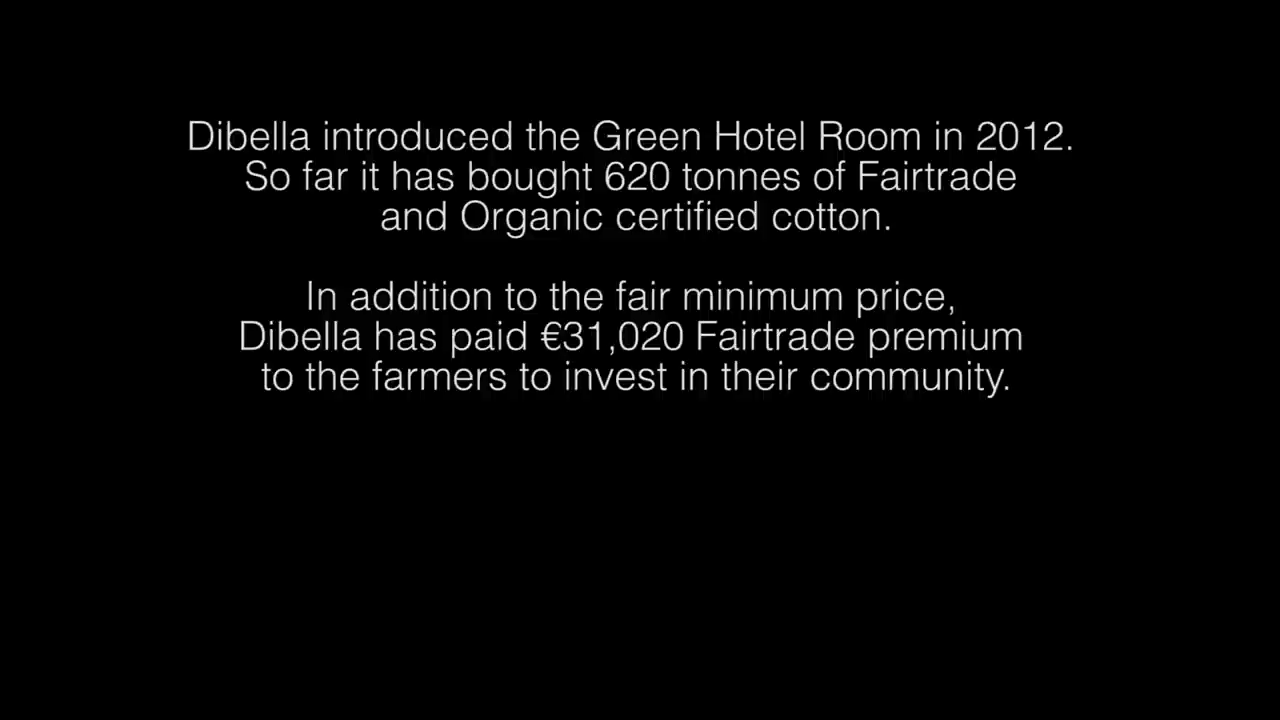 Dibella introduced the Green Hotel Room in 2012.
So far it has bought 620 tonnes of Fairtrade
and Organic certified cotton.
In addition to the fair minimum price,
Dibella has paid €31,020 Fairtrade premium
to the farmers to invest in their community.